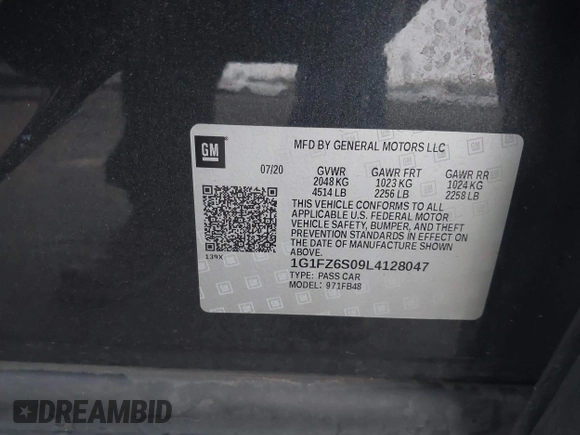 GM
MFD BY GENERAL MOTORS LLC
07/20
GVWR GAWR FRT GAWR RR
2048 KG 1023 KG 1024 KG
4514 LB 2256 LB 2258 LB
THIS VEHICLE CONFORMS TO ALL
APPLICABLE U.S. FEDERAL MOTOR
VEHICLE SAFETY, BUMPER, AND THEFT
PREVENTION STANDARDS IN EFFECT ON
THE DATE OF MANUFACTURE SHOWN
ABOVE.
139X
1G1FZ6S09L4128047
TYPE: PASS CAR
MODEL: 971FB48
DREAMBID